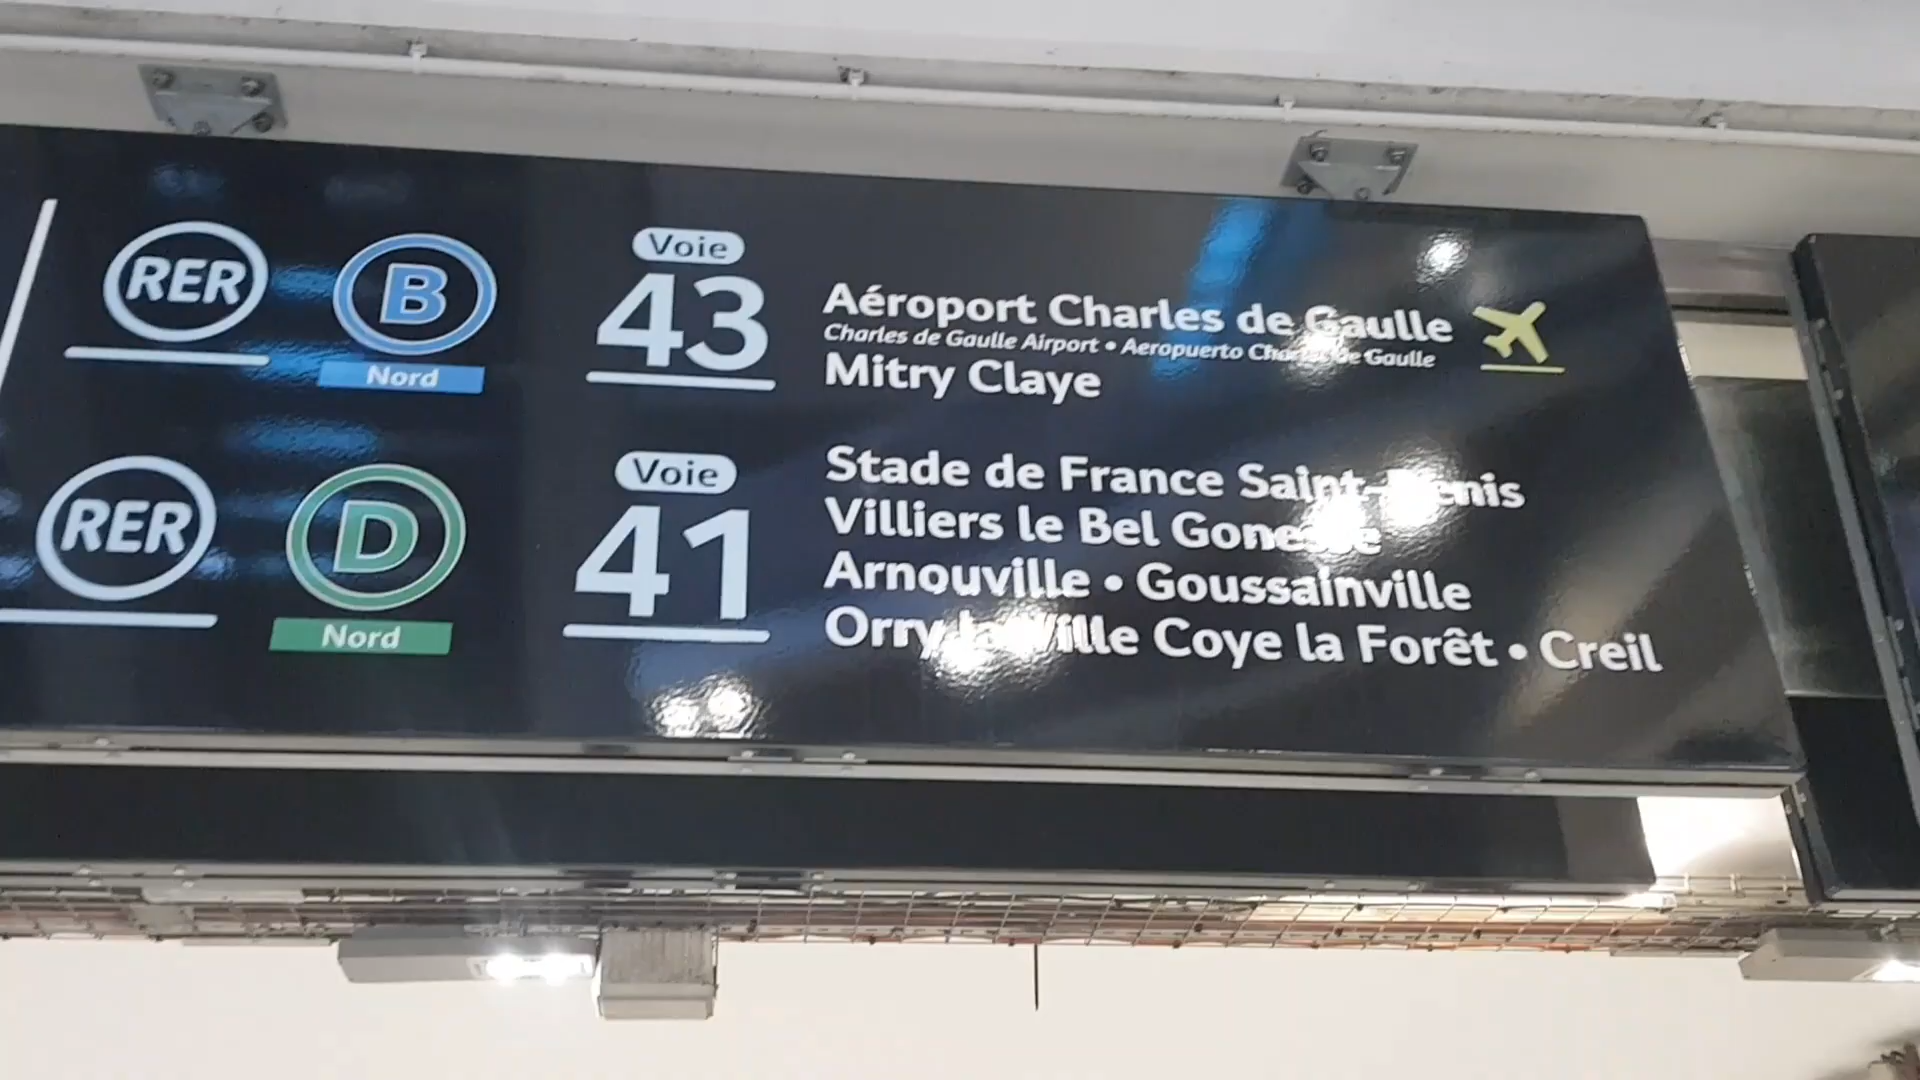 RER B Nord
Voie 43
Aéroport Charles de Gaulle
Charles de Gaulle Airport • Aeropuerto Charles de Gaulle
Mitry Claye
RER D Nord
Voie 41
Stade de France Saint-Denis
Villiers le Bel Gonesse
Arnouville • Goussainville
Orry la Ville Coye la Forêt • Creil